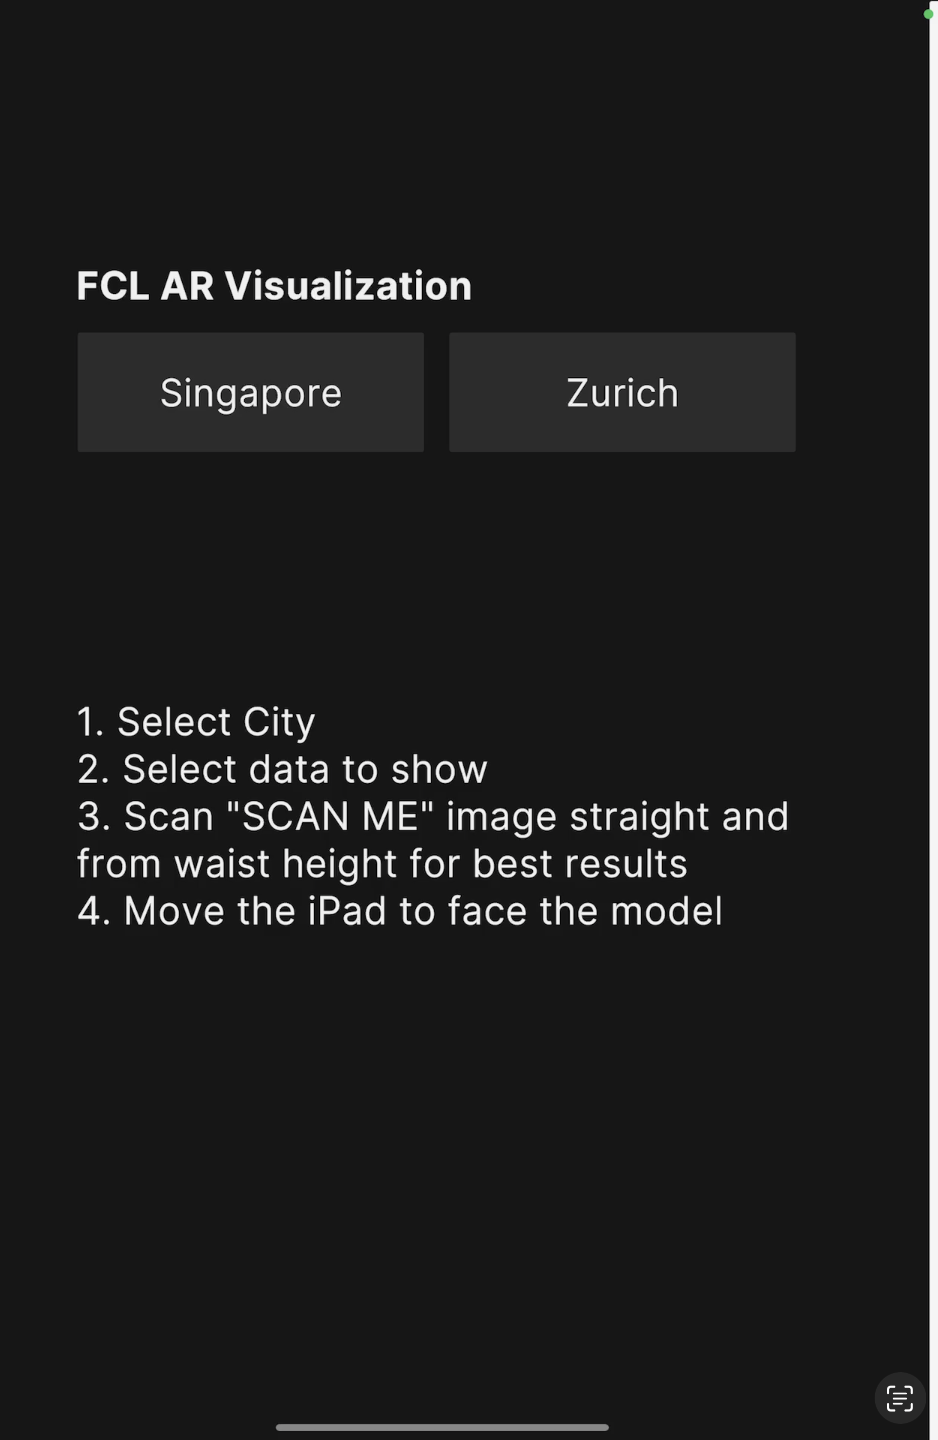 FCL AR Visualization
Singapore
Zurich
1. Select City
2. Select data to show
3. Scan "SCAN ME" image straight and
from waist height for best results
4. Move the iPad to face the model